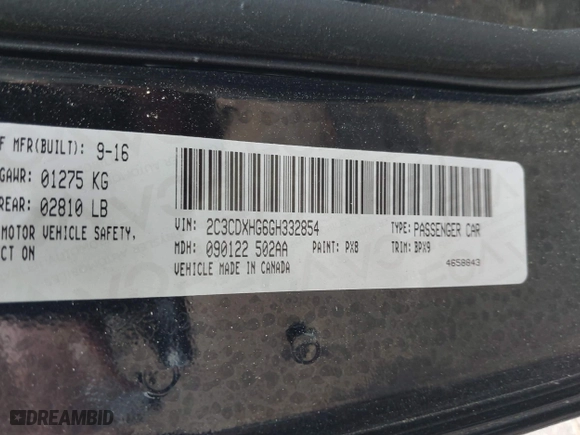 F MFR(BUILT): 9-16
GAWR: 01275 KG
REAR: 02810 LB
MOTOR VEHICLE SAFETY,
CT ON
VIN: 2C3CDXHG6GH332854 TYPE: PASSENGER CAR
MDH: 090122 502AA PAINT: PX8 TRIM: BPX9
VEHICLE MADE IN CANADA 4658843
DREAMBID